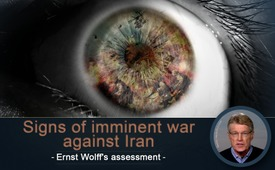 Signs of imminent war
against Iran
- Ernst Wolff's assessment -